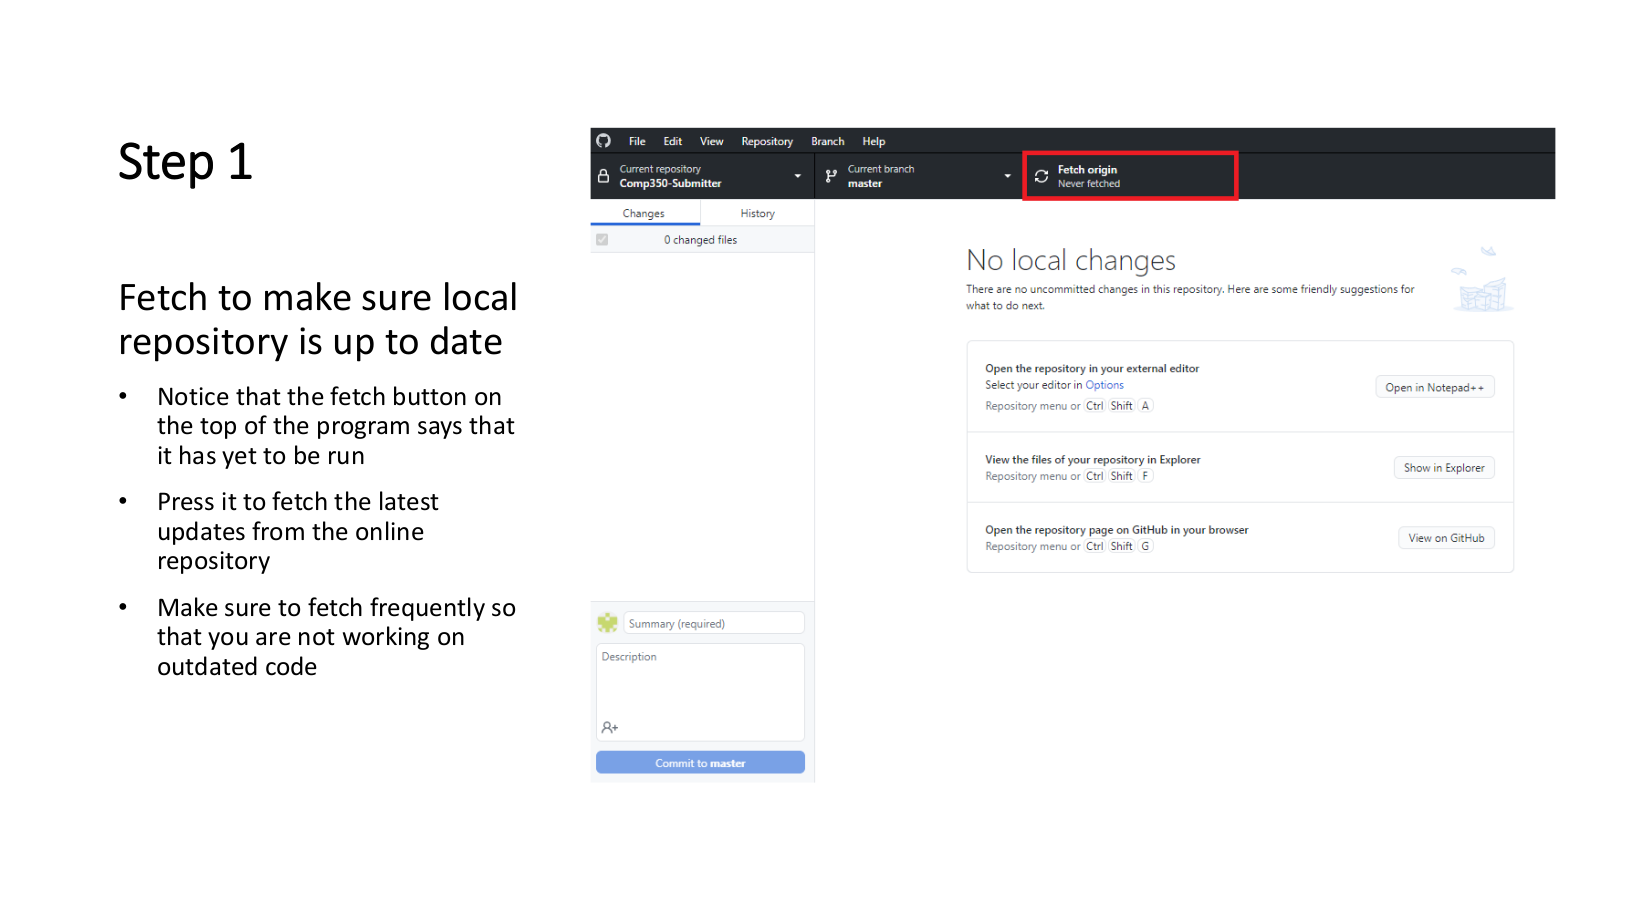 Step 1
Fetch to make sure local
repository is up to date
• Notice that the fetch button on
the top of the program says that
it has yet to be run
• Press it to fetch the latest
updates from the online
repository
• Make sure to fetch frequently so
that you are not working on
outdated code
File Edit View Repository Branch Help
Current repository
Comp350-Submitter
Current branch
master
Fetch origin
Never fetched
Changes History
0 changed files
No local changes
There are no uncommitted changes in this repository. Here are some friendly suggestions for
what to do next.
Open the repository in your external editor
Select your editor in Options
Repository menu or Ctrl Shift A
Open in Notepad++
View the files of your repository in Explorer
Repository menu or Ctrl Shift F
Show in Explorer
Open the repository page on GitHub in your browser
Repository menu or Ctrl Shift G
View on GitHub
Summary (required)
Description
Commit to master